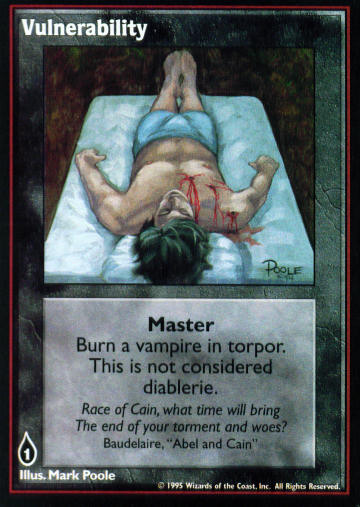 Vulnerability
POOLE
Master
Burn a vampire in torpor.
This is not considered
diablerie.
Race of Cain, what time will bring
The end of your torment and woes?
Baudelaire, "Abel and Cain"
1
Illus. Mark Poole
© 1995 Wizards of the Coast, Inc. All Rights Reserved.